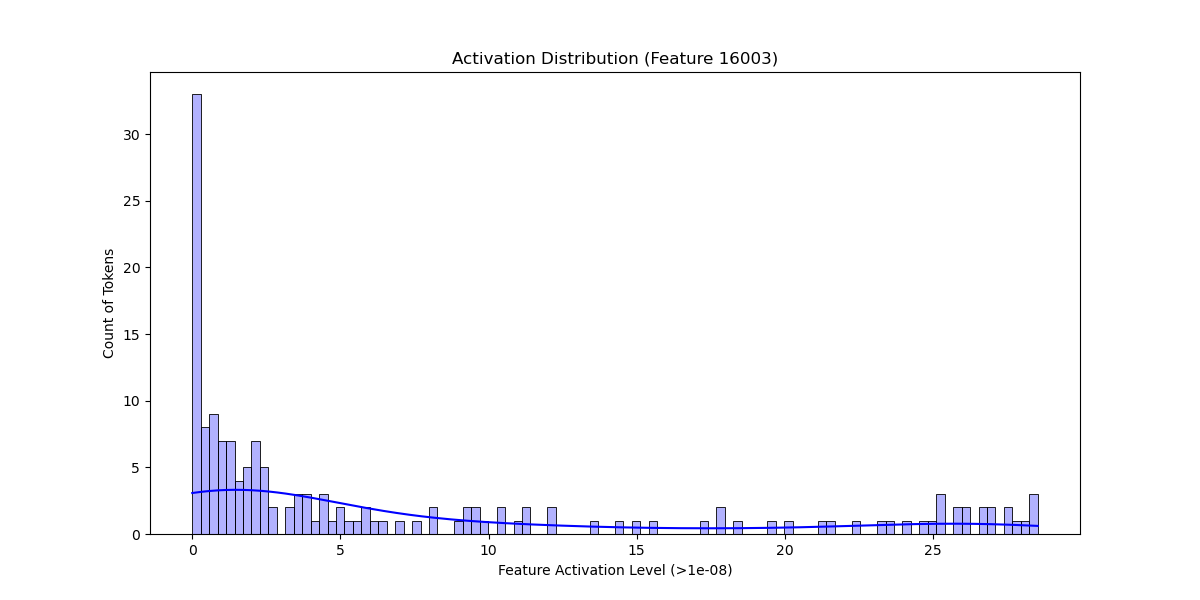 Activation Distribution (Feature 16003)
30
25
20
15
10
5
0
Count of Tokens
0 5 10 15 20 25
Feature Activation Level (>1e-08)